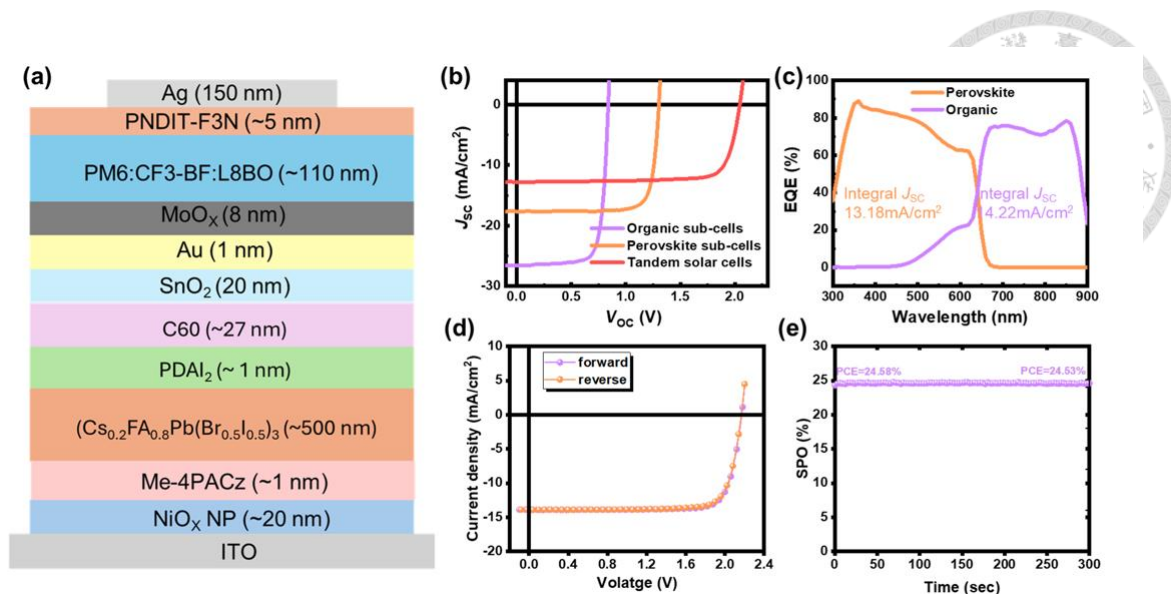 (a)
Ag (150 nm)
PNDIT-F3N (~5 nm)
PM6:CF3-BF:L8BO (~110 nm)
MoOₓ (8 nm)
Au (1 nm)
SnO₂ (20 nm)
C60 (~27 nm)
PDAI₂ (~ 1 nm)
(Cs₀.₂FA₀.₈Pb(Br₀.₅I₀.₅)₃ (~500 nm)
Me-4PACz (~1 nm)
NiOₓ NP (~20 nm)
ITO
(b)
0
-10
-20
-30
Jsc (mA/cm²)
Organic sub-cells
Perovskite sub-cells
Tandem solar cells
0.0 0.5 1.0 1.5 2.0
Voc (V)
(c)
100
80
60
40
20
0
EQE (%)
Perovskite
Organic
Integral Jsc
13.18mA/cm²
Integral Jsc
4.22mA/cm²
300 400 500 600 700 800 900
Wavelength (nm)
(d)
10
5
0
-5
-10
-15
-20
Current density (mA/cm²)
forward
reverse
0.0 0.4 0.8 1.2 1.6 2.0 2.4
Volatge (V)
(e)
30
25
20
15
10
5
0
SPO (%)
PCE=24.58%
PCE=24.53%
0 50 100 150 200 250 300
Time (sec)